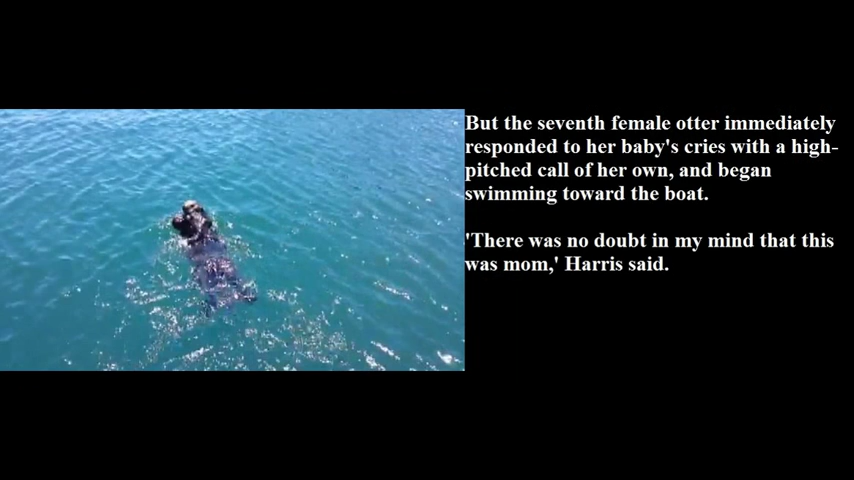 But the seventh female otter immediately
responded to her baby's cries with a high-
pitched call of her own, and began
swimming toward the boat.
'There was no doubt in my mind that this
was mom,' Harris said.